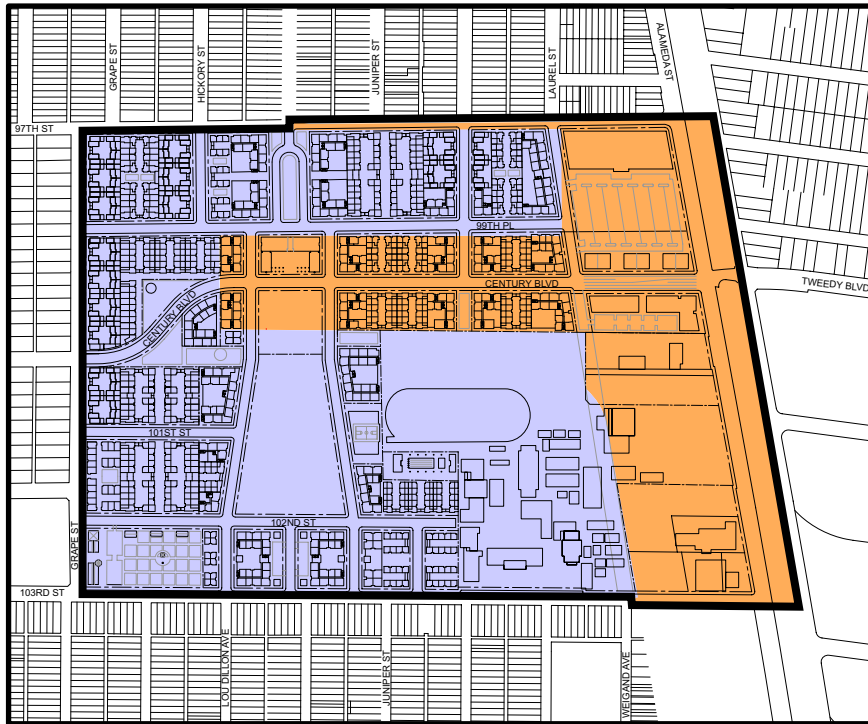 GRAPE ST
HICKORY ST
JUNIPER ST
LAUREL ST
ALAMEDA ST
97TH ST
99TH PL
CENTURY BLVD
TWEEDY BLVD
CENTURY BLVD
101ST ST
102ND ST
GRAPE ST
103RD ST
LOU DILLON AVE
JUNIPER ST
WEIGAND AVE